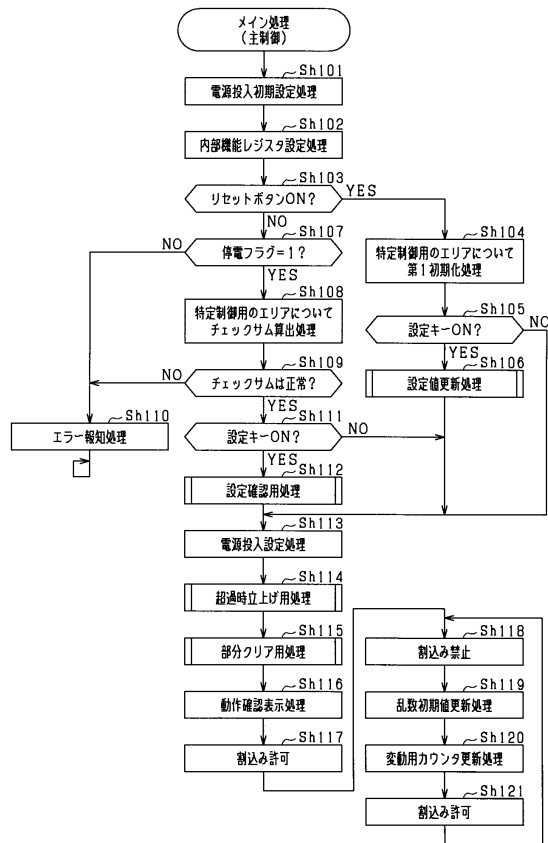 メイン処理
(主制御)
Sh101
電源投入初期設定処理
Sh102
内部機能レジスタ設定処理
Sh103
リセットボタンON?
YES
NO
Sh104
特定制御用のエリアについて
第1初期化処理
Sh105
設定キーON?
NO
YES
Sh106
設定値更新処理
Sh107
停電フラグ=1?
NO
YES
Sh108
特定制御用のエリアについて
チェックサム算出処理
Sh109
チェックサムは正常?
NO
YES
Sh110
エラー報知処理
Sh111
設定キーON?
NO
YES
Sh112
設定確認用処理
Sh113
電源投入設定処理
Sh114
超過時立上げ用処理
Sh115
部分クリア用処理
Sh116
動作確認表示処理
Sh117
割込み許可
Sh118
割込み禁止
Sh119
乱数初期値更新処理
Sh120
変動用カウンタ更新処理
Sh121
割込み許可